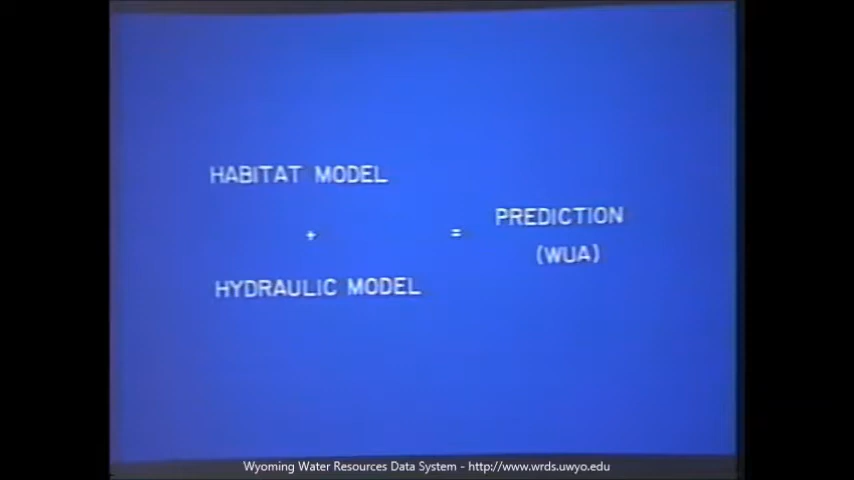 HABITAT MODEL
+
HYDRAULIC MODEL
=
PREDICTION
(WUA)
Wyoming Water Resources Data System - http://www.wrds.uwyo.edu